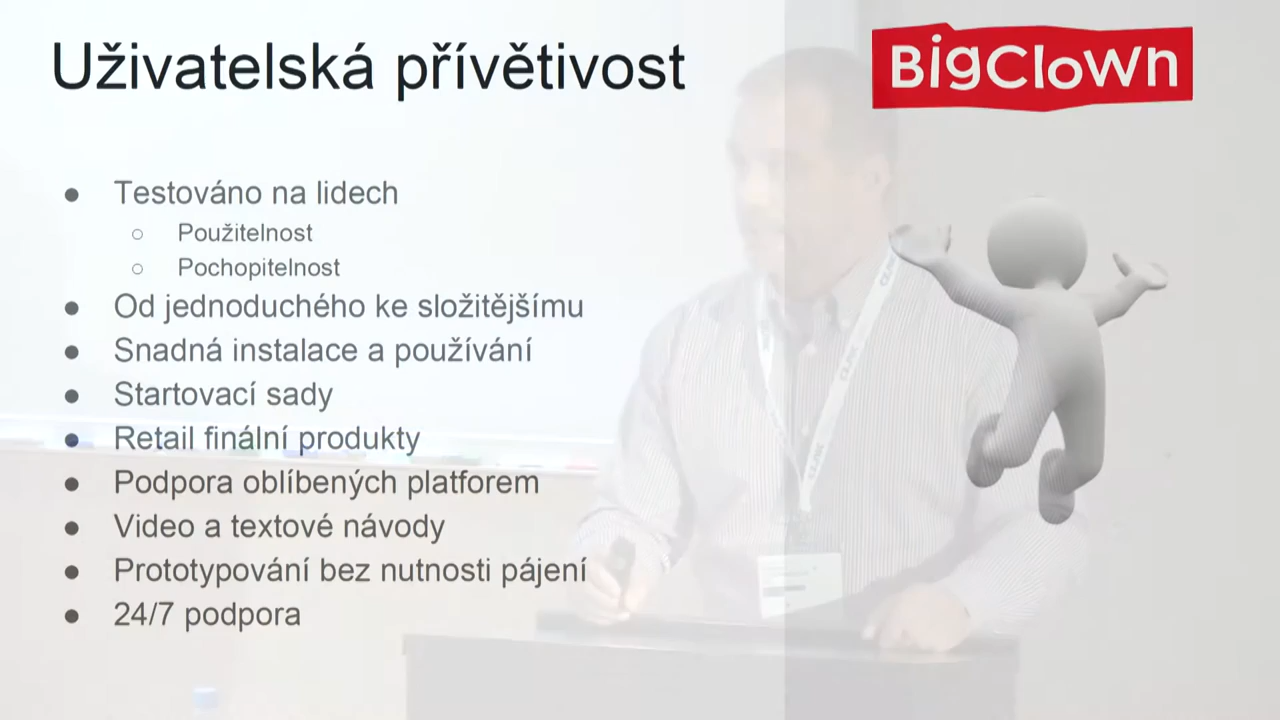 Uživatelská přívětivost
BigClown
● Testováno na lidech
○ Použitelnost
○ Pochopitelnost
● Od jednoduchého ke složitějšímu
● Snadná instalace a používání
● Startovací sady
● Retail finální produkty
● Podpora oblíbených platforem
● Video a textové návody
● Prototypování bez nutnosti pájení
● 24/7 podpora